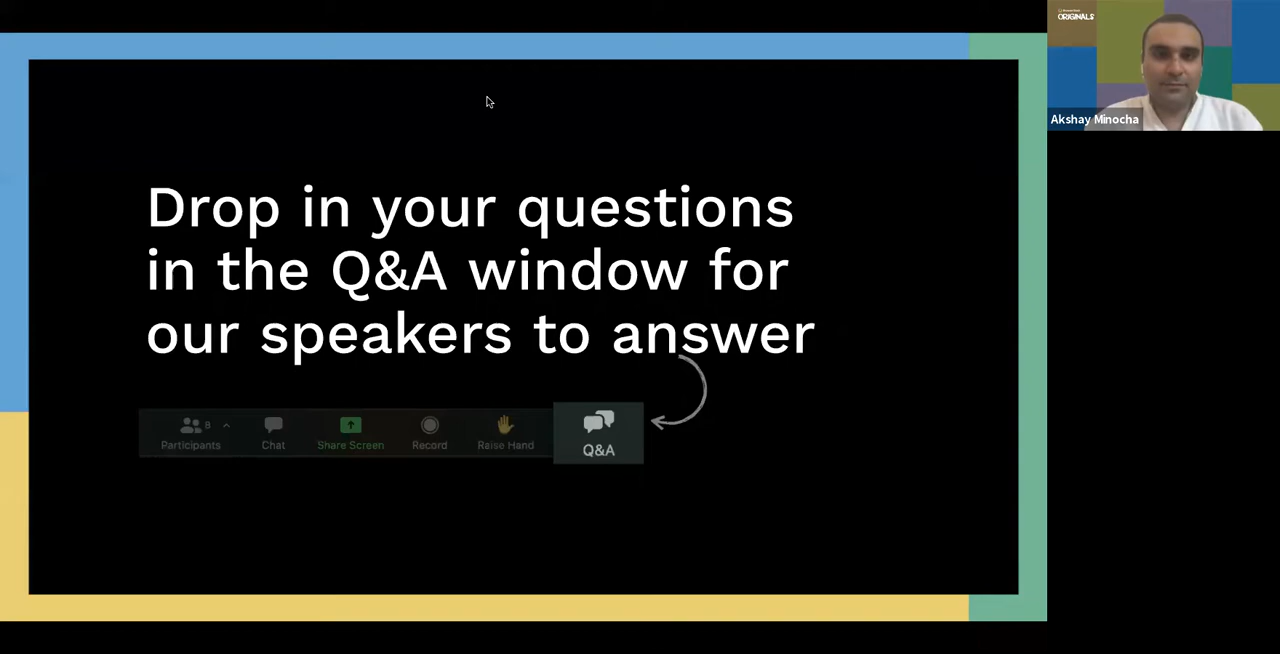 Drop in your questions
in the Q&A window for
our speakers to answer
8
Participants
Chat
Share Screen
Record
Raise Hand
Q&A
ORIGINALS
Akshay Minocha